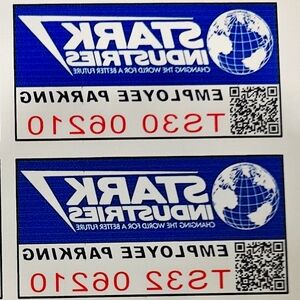 STARK
INDUSTRIES
CHANGING THE WORLD FOR A BETTER FUTURE
EMPLOYEE PARKING
TS30 06210
STARK
INDUSTRIES
CHANGING THE WORLD FOR A BETTER FUTURE
EMPLOYEE PARKING
TS32 06210